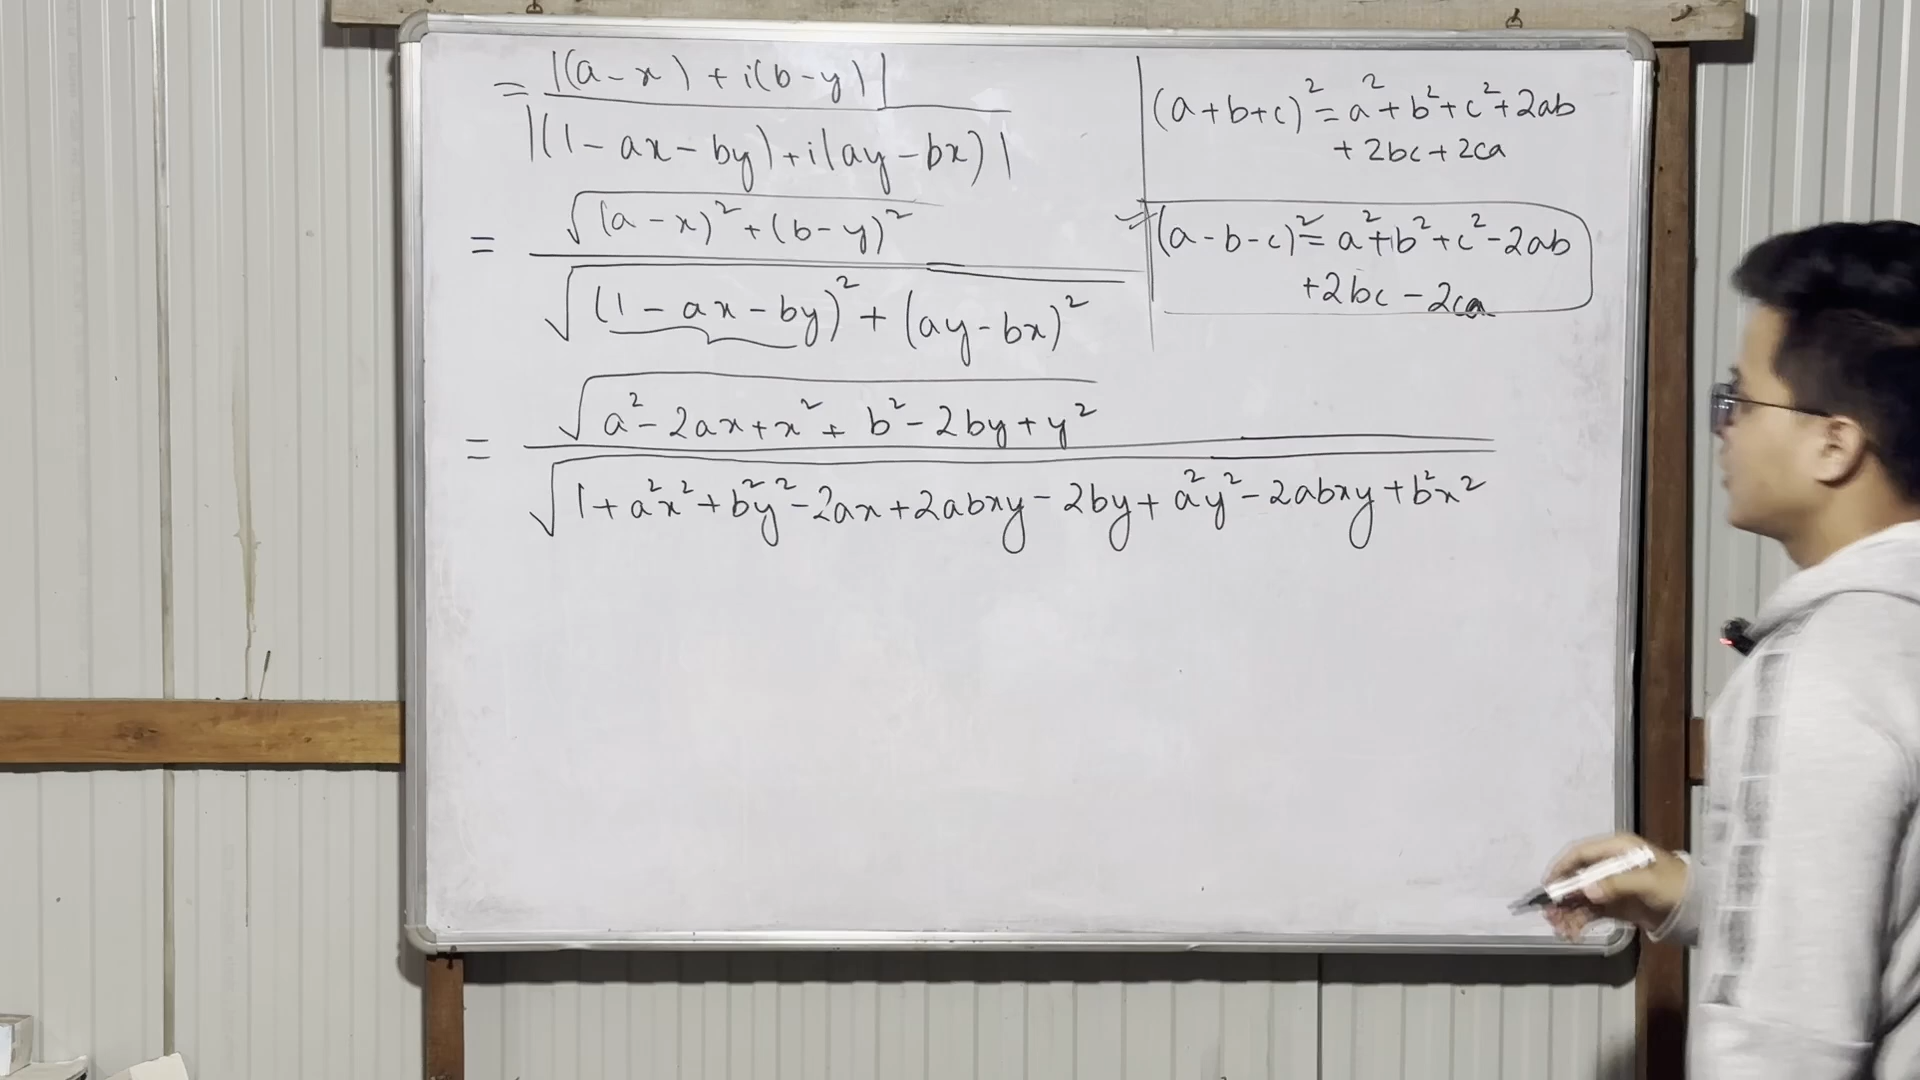 = |(a - x) + i(b - y)|
|(1 - ax - by) + i(ay - bx)|
= √(a - x)² + (b - y)²
√(1 - ax - by)² + (ay - bx)²
= √a² - 2ax + x² + b² - 2by + y²
√1 + a²x² + b²y² - 2ax + 2abxy - 2by + a²y² - 2abxy + b²x²
(a+b+c)² = a² + b² + c² + 2ab
+ 2bc + 2ca
(a-b-c)² = a² + b² + c² - 2ab
+ 2bc - 2ca